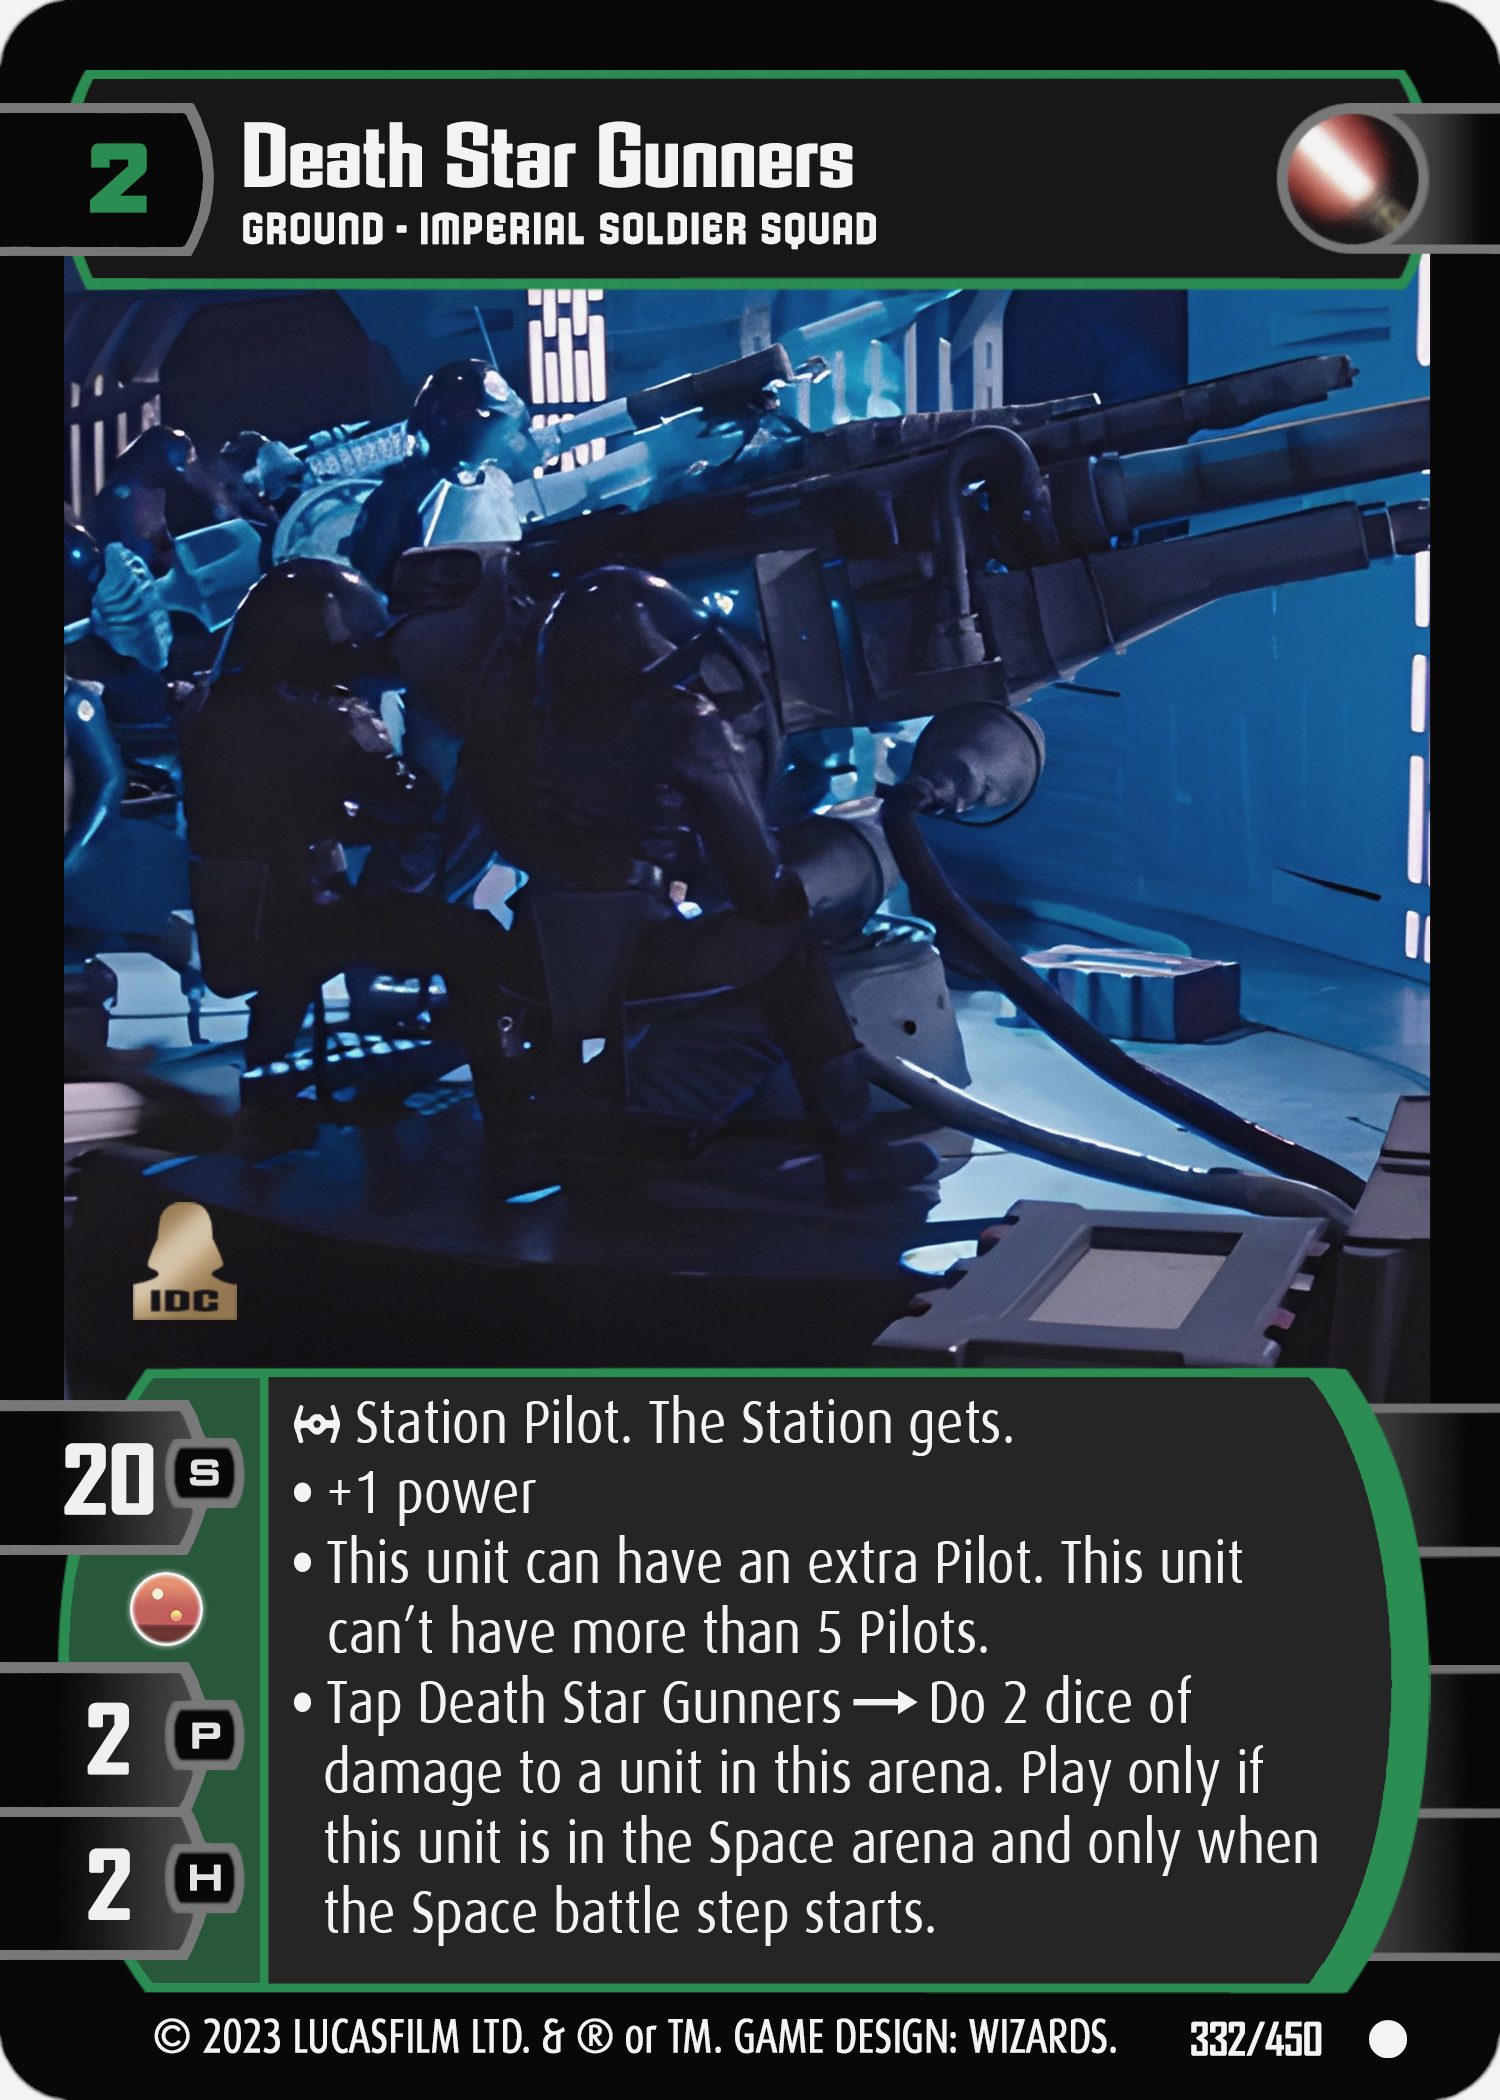 2
Death Star Gunners
GROUND - IMPERIAL SOLDIER SQUAD
IDC
20 S
2 P
2 H
Station Pilot. The Station gets.
• +1 power
• This unit can have an extra Pilot. This unit
can't have more than 5 Pilots.
• Tap Death Star Gunners → Do 2 dice of
damage to a unit in this arena. Play only if
this unit is in the Space arena and only when
the Space battle step starts.
© 2023 LUCASFILM LTD. & ® or TM. GAME DESIGN: WIZARDS.
332/450